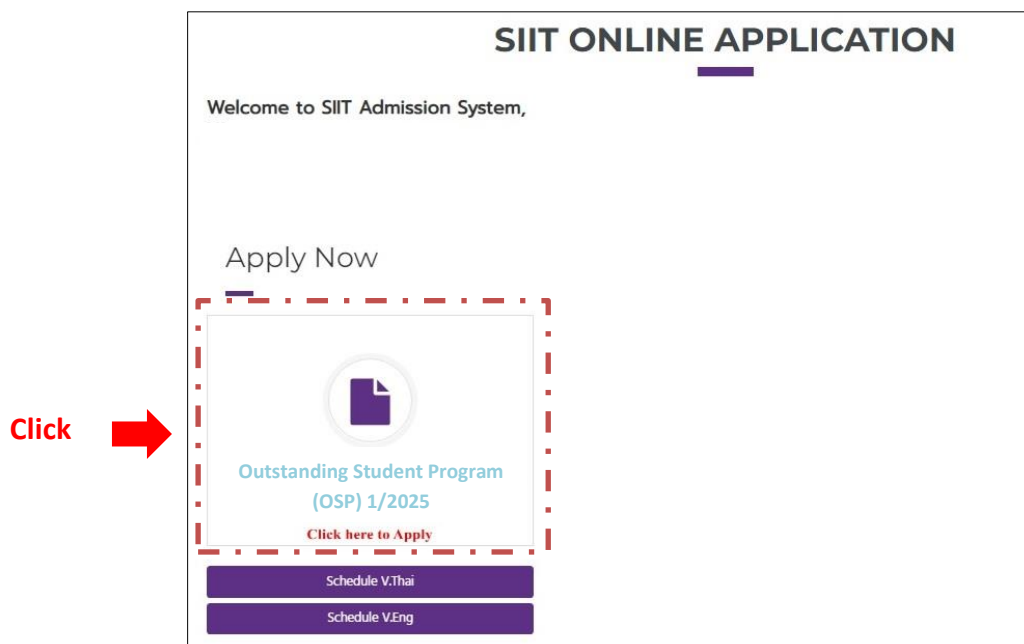 SIIT ONLINE APPLICATION
Welcome to SIIT Admission System,
Apply Now
Click
Outstanding Student Program
(OSP) 1/2025
Click here to Apply
Schedule V.Thai
Schedule V.Eng